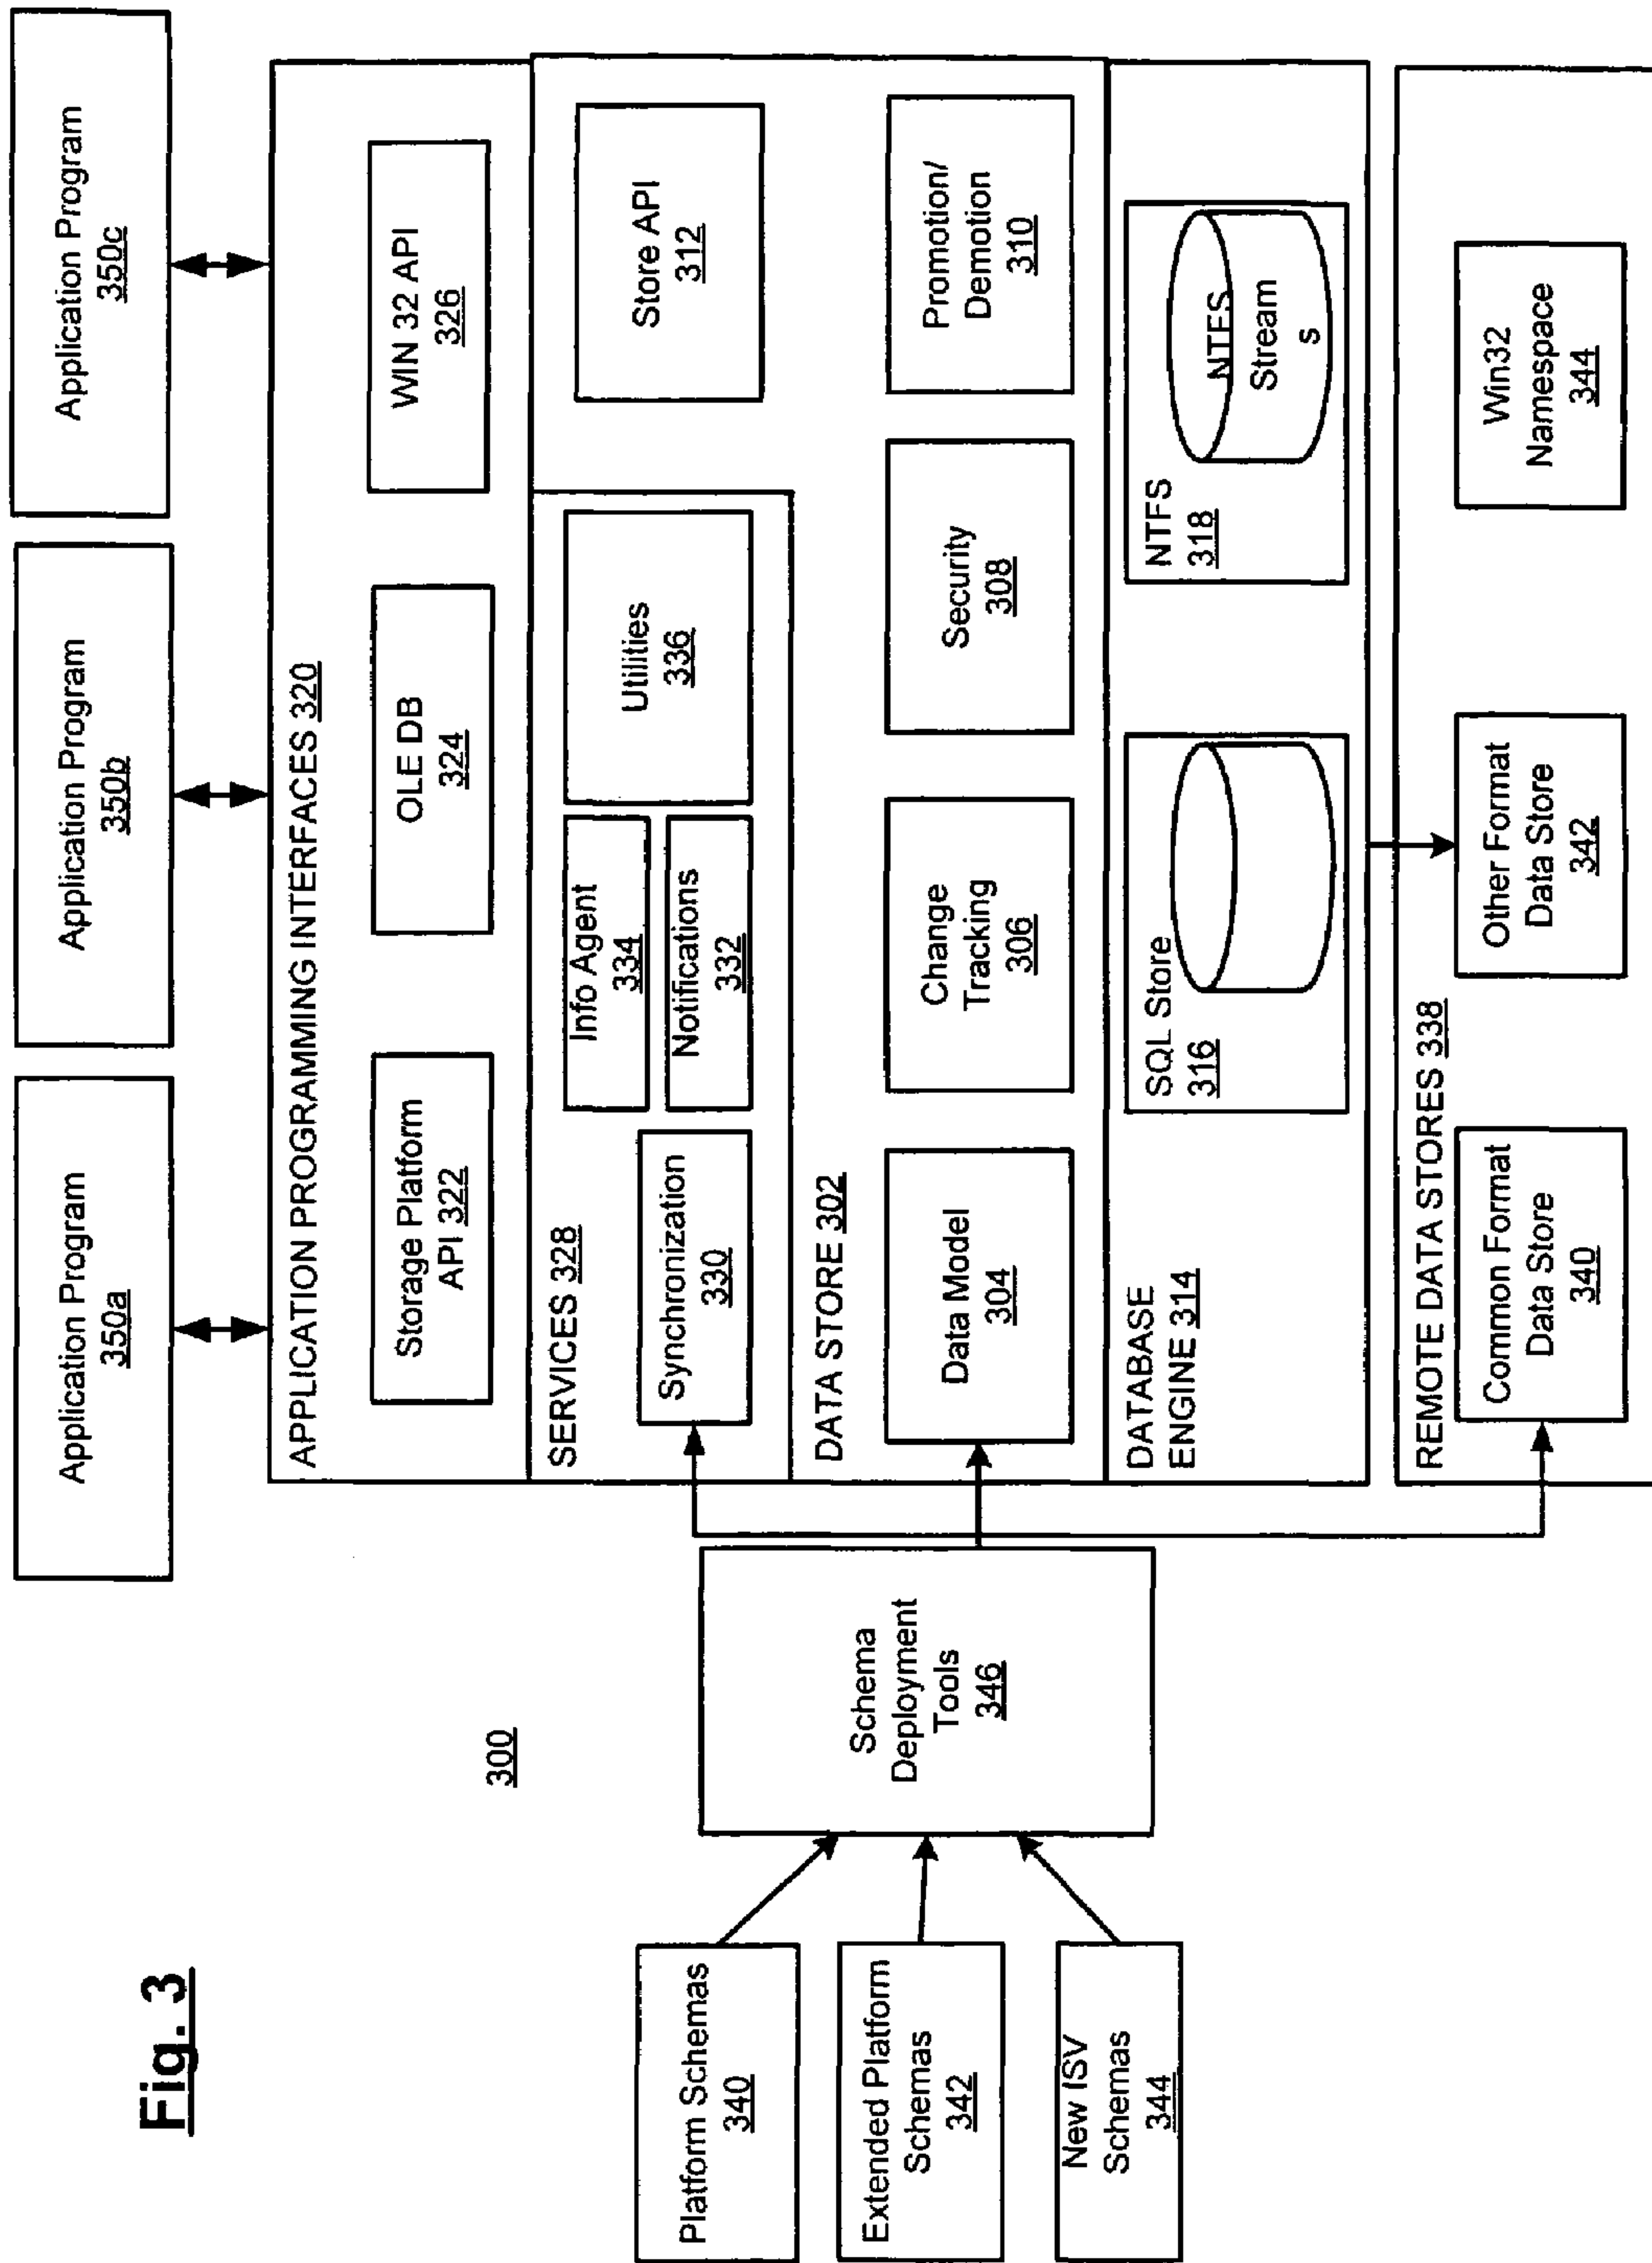 Fig. 3
300
Application Program
350a
Application Program
350b
Application Program
350c
APPLICATION PROGRAMMING INTERFACES 320
Storage Platform
API 322
OLE DB
324
WIN 32 API
326
SERVICES 328
Synchronization
330
Info Agent
334
Notifications
332
Utilities
336
Store API
312
DATA STORE 302
Data Model
304
Change
Tracking
306
Security
308
Promotion/
Demotion
310
DATABASE
ENGINE 314
SQL Store
316
NTFS
318
NTFS
Stream
s
REMOTE DATA STORES 338
Common Format
Data Store
340
Other Format
Data Store
342
Win32
Namespace
344
Schema
Deployment
Tools
346
Platform Schemas
340
Extended Platform
Schemas
342
New ISV
Schemas
344